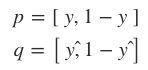 p = [ y, 1 − y ]
q = [ ŷ, 1 − ŷ ]